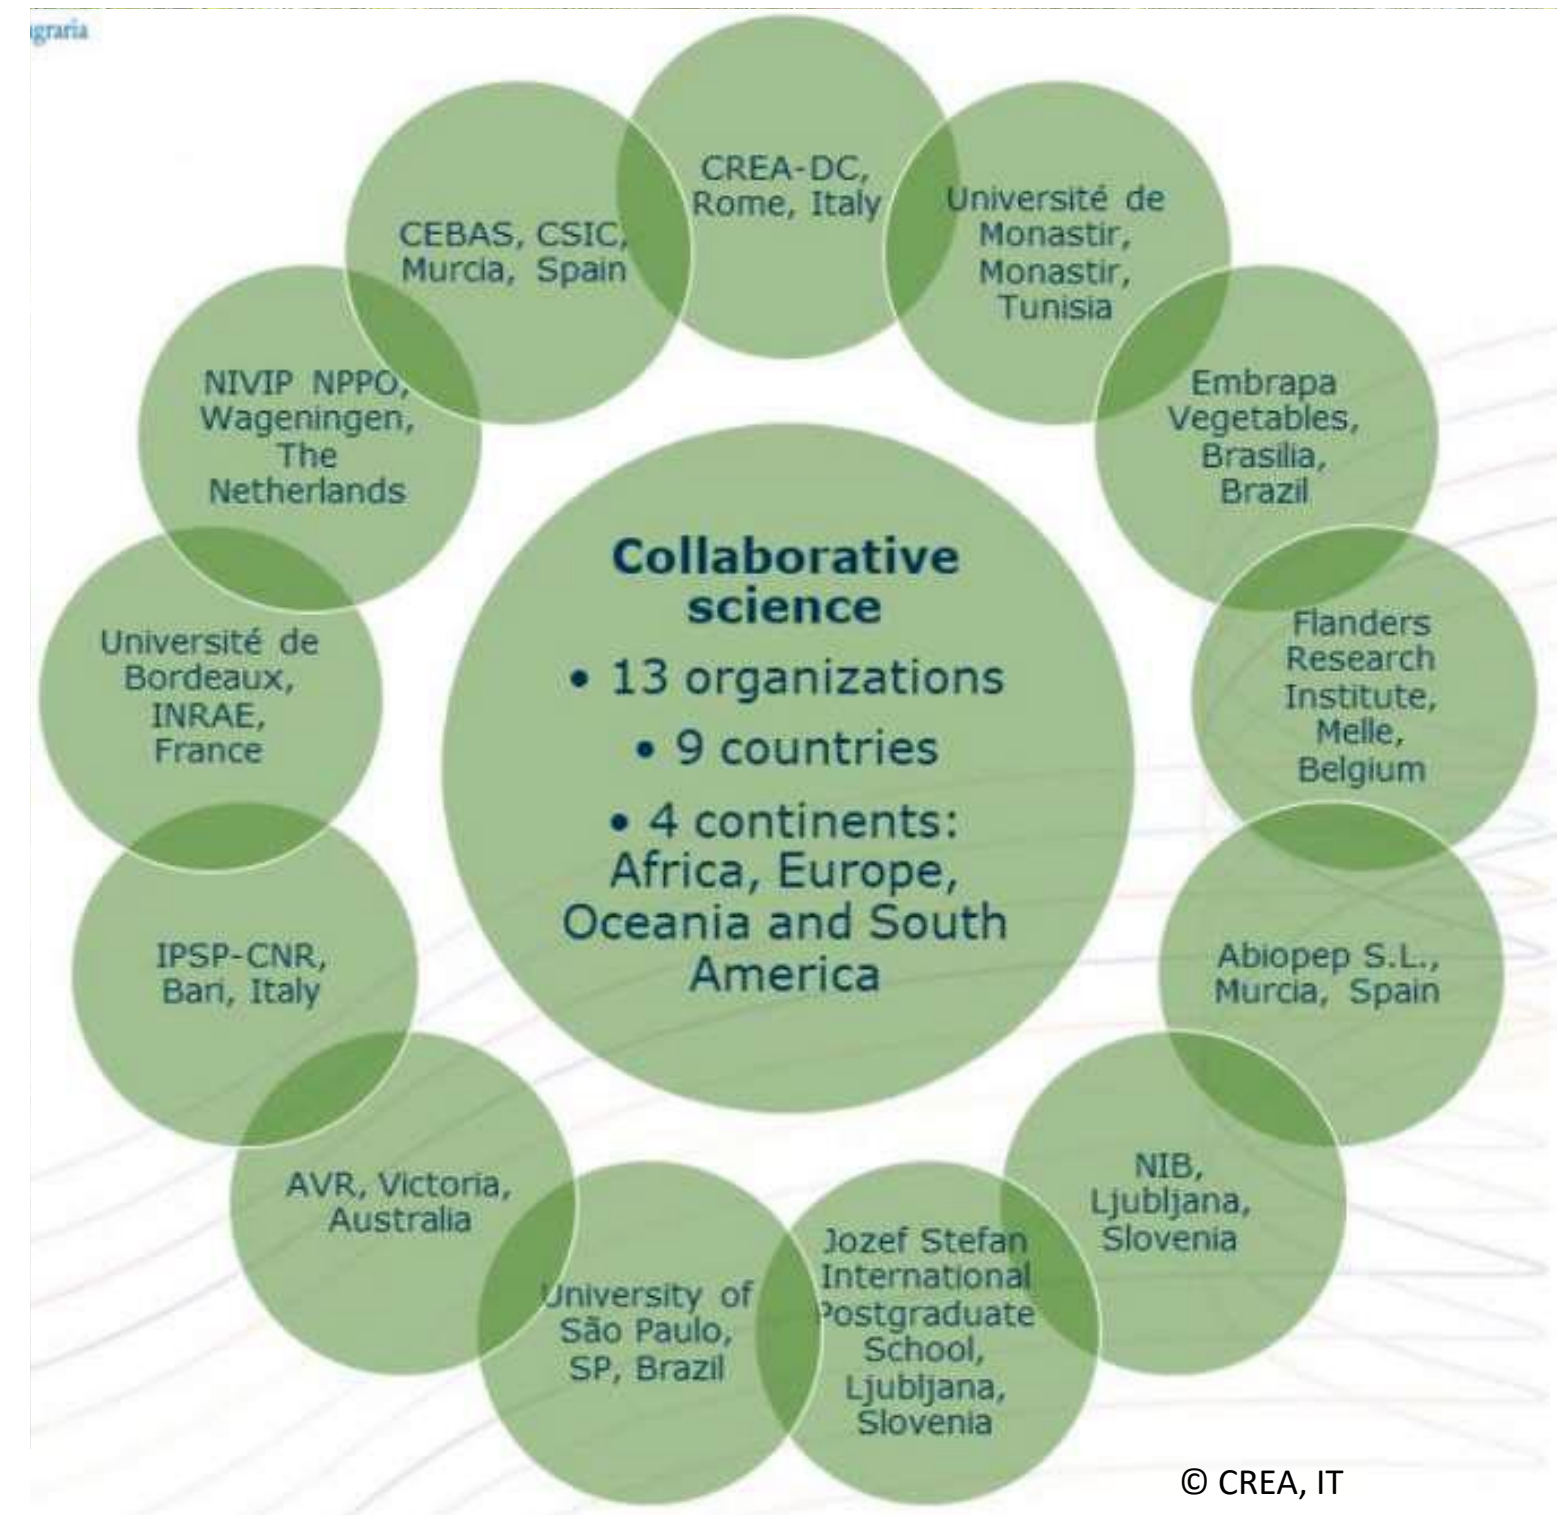 graria
CREA-DC,
Rome, Italy
Université de
Monastir,
Monastir,
Tunisia
Embrapa
Vegetables,
Brasilia,
Brazil
Flanders
Research
Institute,
Melle,
Belgium
Abiopep S.L.,
Murcia, Spain
NIB,
Ljubljana,
Slovenia
Jozef Stefan
International
Postgraduate
School,
Ljubljana,
Slovenia
University of
São Paulo,
SP, Brazil
AVR, Victoria,
Australia
IPSP-CNR,
Bari, Italy
Université de
Bordeaux,
INRAE,
France
NIVIP NPPO,
Wageningen,
The
Netherlands
CEBAS, CSIC,
Murcia, Spain
Collaborative
science
• 13 organizations
• 9 countries
• 4 continents:
Africa, Europe,
Oceania and South
America
© CREA, IT